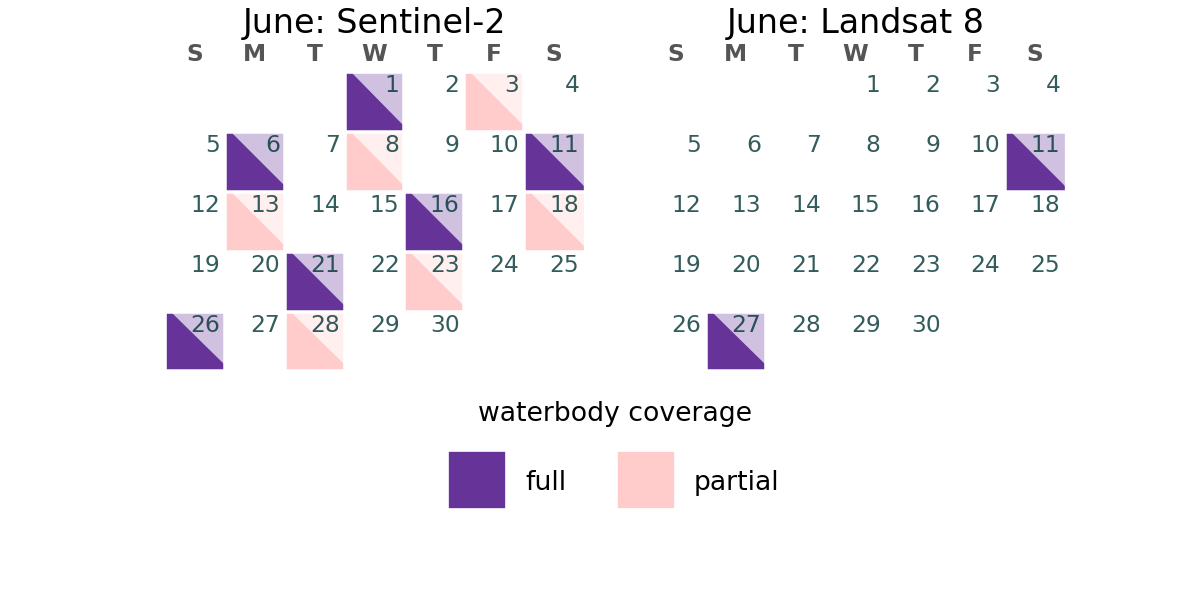 June: Sentinel-2
S M T W T F S
1 2 3 4
5 6 7 8 9 10 11
12 13 14 15 16 17 18
19 20 21 22 23 24 25
26 27 28 29 30
June: Landsat 8
S M T W T F S
1 2 3 4
5 6 7 8 9 10 11
12 13 14 15 16 17 18
19 20 21 22 23 24 25
26 27 28 29 30
waterbody coverage
full partial